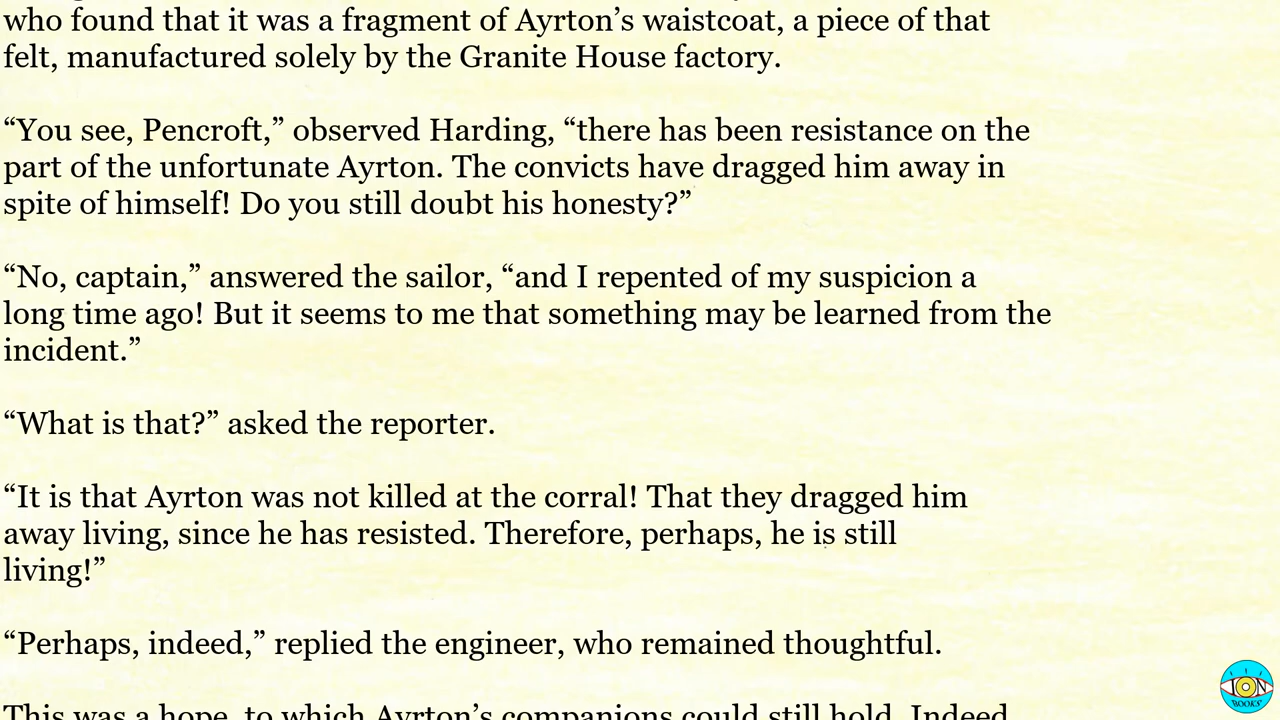 who found that it was a fragment of Ayrton’s waistcoat, a piece of that
felt, manufactured solely by the Granite House factory.
“You see, Pencroft,” observed Harding, “there has been resistance on the
part of the unfortunate Ayrton. The convicts have dragged him away in
spite of himself! Do you still doubt his honesty?”
“No, captain,” answered the sailor, “and I repented of my suspicion a
long time ago! But it seems to me that something may be learned from the
incident.”
“What is that?” asked the reporter.
“It is that Ayrton was not killed at the corral! That they dragged him
away living, since he has resisted. Therefore, perhaps, he is still
living!”
“Perhaps, indeed,” replied the engineer, who remained thoughtful.
This was a hope, to which Ayrton’s companions could still hold. Indeed
ION
BOOKS